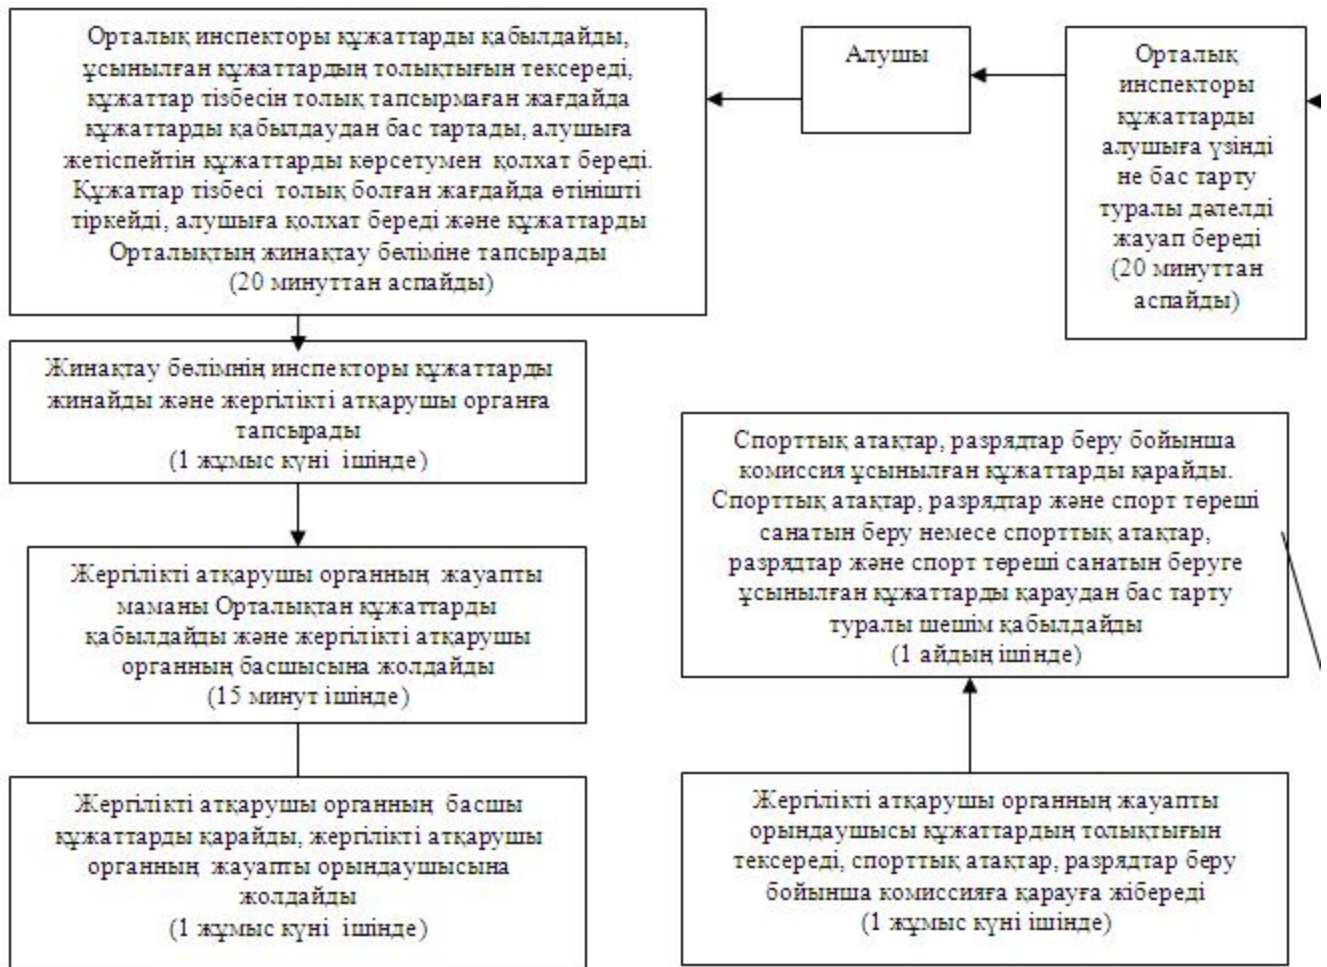 Орталық инспекторы құжаттарды қабылдайды,
ұсынылған құжаттардың толықтығын тексереді,
құжаттар тізбесін толық тапсырмаған жағдайда
құжаттарды қабылдаудан бас тартады, алушыға
жетіспейтін құжаттарды көрсетумен қолхат береді.
Құжаттар тізбесі толық болған жағдайда өтінішті
тіркейді, алушыға қолхат береді және құжаттарды
Орталықтың жинақтау бөліміне тапсырады
(20 минуттан аспайды)
Алушы
Орталық
инспекторы
құжаттарды
алушыға үзінді
не бас тарту
туралы дәлелді
жауап береді
(20 минуттан
аспайды)
Жинақтау бөлімнің инспекторы құжаттарды
жинайды және жергілікті атқарушы органға
тапсырады
(1 жұмыс күні ішінде)
Спорттық атақтар, разрядтар беру бойынша
комиссия ұсынылған құжаттарды қарайды.
Спорттық атақтар, разрядтар және спорт төреші
санатын беру немесе спорттық атақтар,
разрядтар және спорт төреші санатын беруге
ұсынылған құжаттарды қараудан бас тарту
туралы шешім қабылдайды
(1 айдың ішінде)
Жергілікті атқарушы органның жауапты
маманы Орталықтан құжаттарды
қабылдайды және жергілікті атқарушы
органның басшысына жолдайды
(15 минут ішінде)
Жергілікті атқарушы органның басшы
құжаттарды қарайды, жергілікті атқарушы
органның жауапты орындаушысына
жолдайды
(1 жұмыс күні ішінде)
Жергілікті атқарушы органның жауапты
орындаушысы құжаттардың толықтығын
тексереді, спорттық атақтар, разрядтар беру
бойынша комиссияға қарауға жібереді
(1 жұмыс күні ішінде)